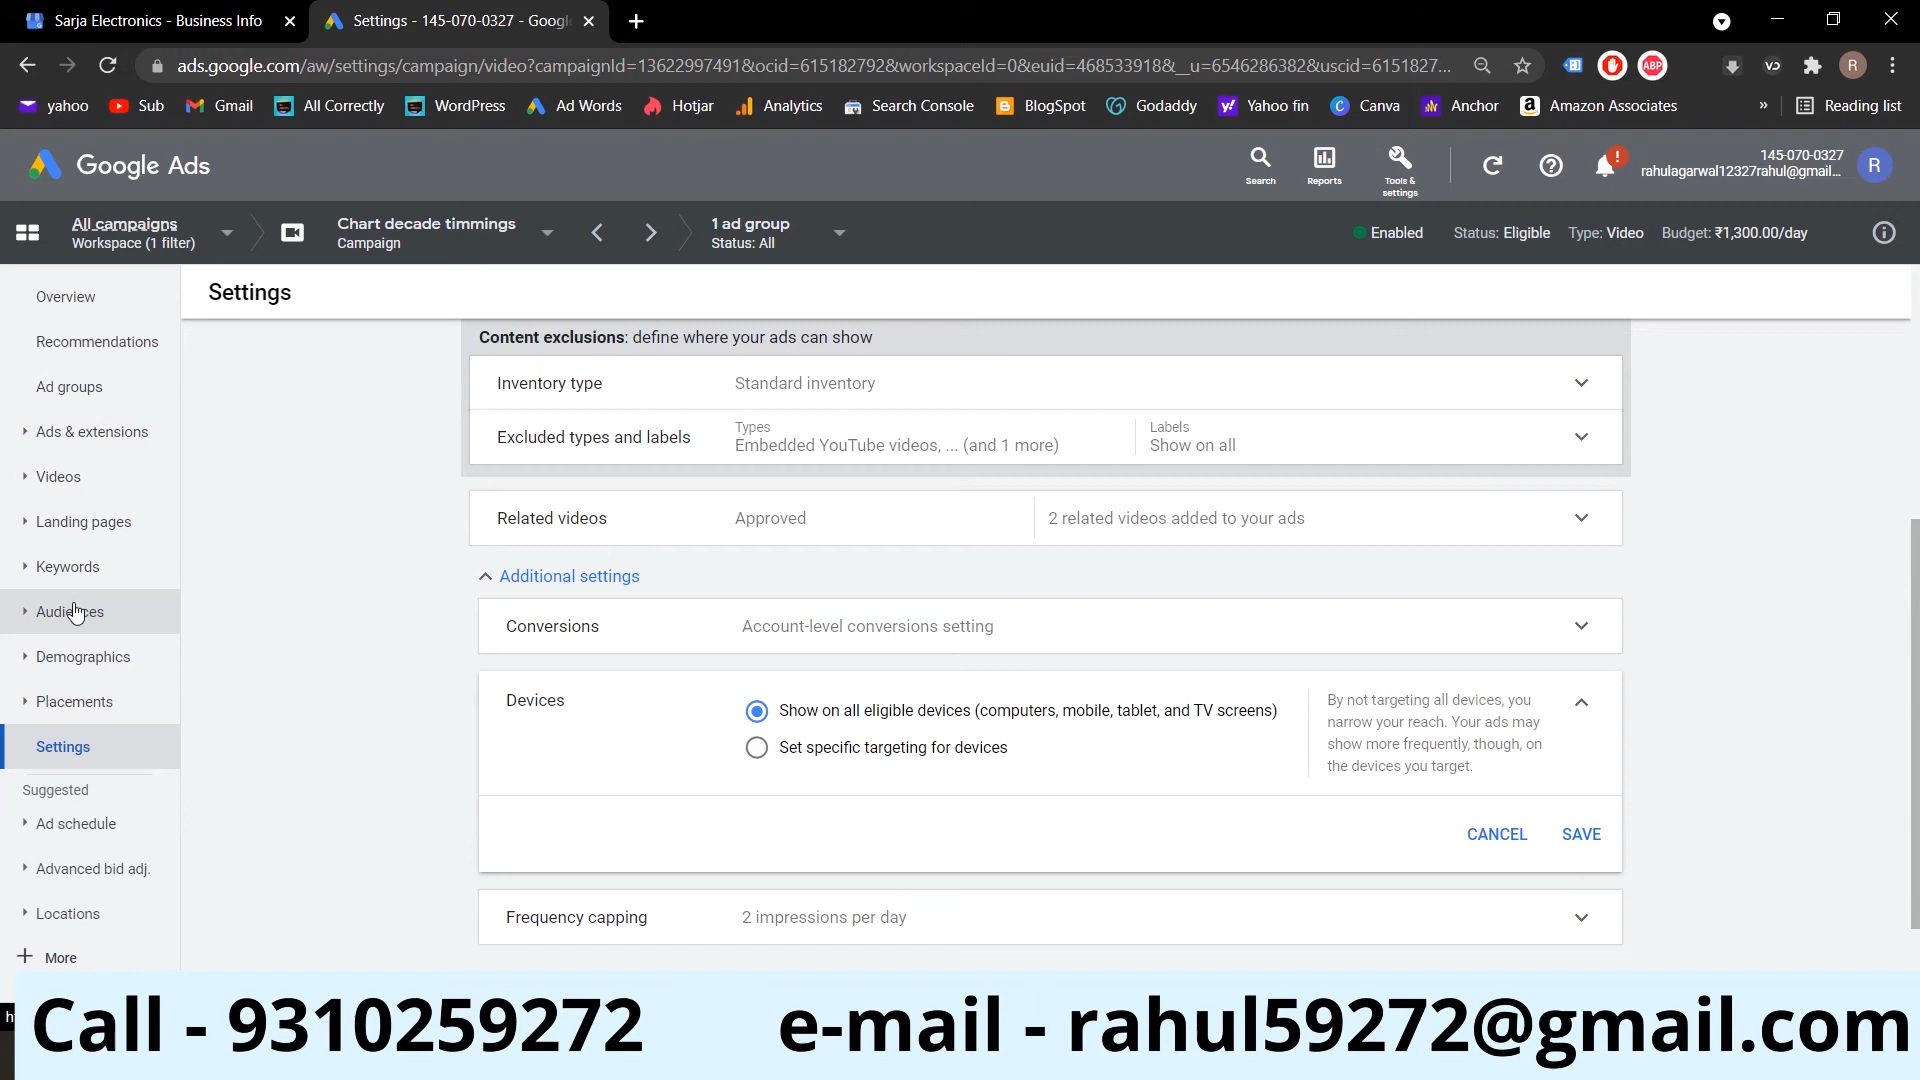 Sarja Electronics - Business Info
Settings - 145-070-0327 - Googl
ads.google.com/aw/settings/campaign/video?campaignId=13622997491&ocid=615182792&workspaceId=0&euid=468533918&__u=6546286382&uscid=6151827...
R
yahoo
Sub
Gmail
All Correctly
WordPress
Ad Words
Hotjar
Analytics
Search Console
BlogSpot
Godaddy
Yahoo fin
Canva
Anchor
Amazon Associates
»
Reading list
Google Ads
Search
Reports
Tools &
settings
145-070-0327
rahulagarwal12327rahul@gmail...
R
All campaigns
Workspace (1 filter)
Chart decade timmings
Campaign
1 ad group
Status: All
Enabled
Status: Eligible
Type: Video
Budget: ₹1,300.00/day
Overview
Recommendations
Ad groups
Ads & extensions
Videos
Landing pages
Keywords
Demographics
Placements
Settings
Suggested
Ad schedule
Advanced bid adj.
Locations
+ More
Settings
Content exclusions: define where your ads can show
Inventory type
Standard inventory
Excluded types and labels
Types
Embedded YouTube videos, ... (and 1 more)
Labels
Show on all
Related videos
Approved
2 related videos added to your ads
Additional settings
Conversions
Account-level conversions setting
Devices
Show on all eligible devices (computers, mobile, tablet, and TV screens)
Set specific targeting for devices
By not targeting all devices, you
narrow your reach. Your ads may
show more frequently, though, on
the devices you target.
CANCEL
SAVE
Frequency capping
2 impressions per day
Call - 9310259272
e-mail - rahul59272@gmail.com